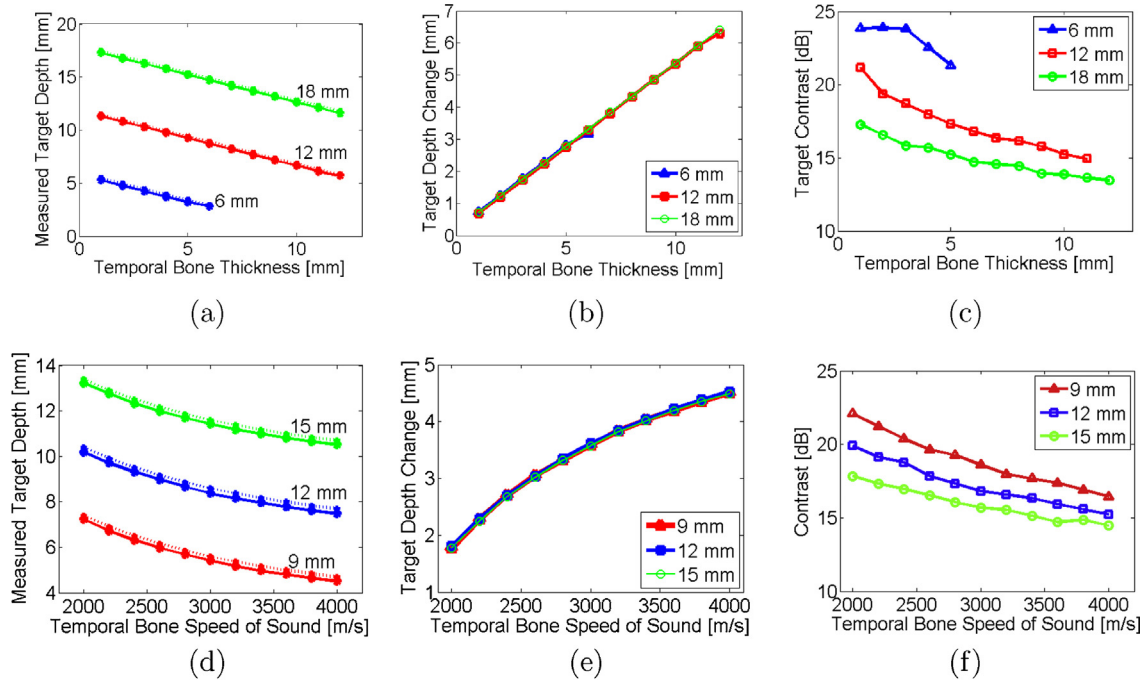 20
15
10
5
0
0
5
10
Measured Target Depth [mm]
Temporal Bone Thickness [mm]
18 mm
12 mm
6 mm
(a)
7
6
5
4
3
2
1
0
0
5
10
Target Depth Change [mm]
Temporal Bone Thickness [mm]
6 mm
12 mm
18 mm
(b)
25
20
15
10
0
5
10
Target Contrast [dB]
Temporal Bone Thickness [mm]
6 mm
12 mm
18 mm
(c)
14
12
10
8
6
4
2
2000 2500 3000 3500 4000
Measured Target Depth [mm]
Temporal Bone Speed of Sound [m/s]
15 mm
12 mm
9 mm
(d)
5
4
3
2
1
2000 2500 3000 3500 4000
Target Depth Change [mm]
Temporal Bone Speed of Sound [m/s]
9 mm
12 mm
15 mm
(e)
25
20
15
10
2000 2500 3000 3500 4000
Contrast [dB]
Temporal Bone Speed of Sound [m/s]
9 mm
12 mm
15 mm
(f)